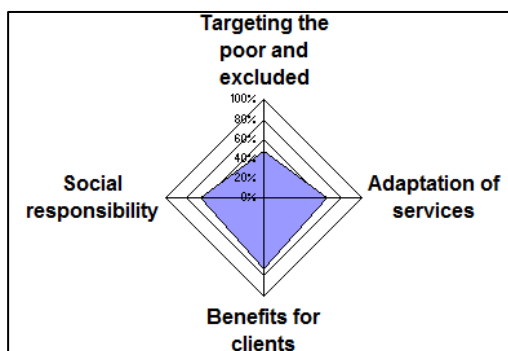 Targeting the
poor and
excluded
100%
80%
60%
40%
20%
0%
Social
responsibility
Adaptation of
services
Benefits for
clients